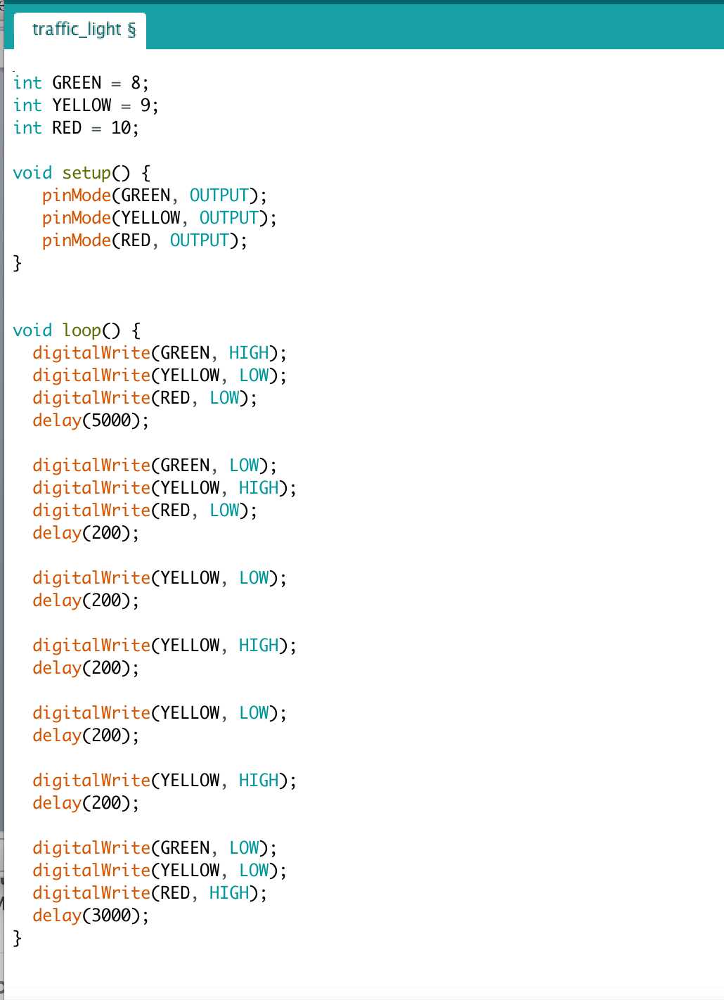 traffic_light §
int GREEN = 8;
int YELLOW = 9;
int RED = 10;
void setup() {
pinMode(GREEN, OUTPUT);
pinMode(YELLOW, OUTPUT);
pinMode(RED, OUTPUT);
}
void loop() {
digitalWrite(GREEN, HIGH);
digitalWrite(YELLOW, LOW);
digitalWrite(RED, LOW);
delay(5000);
digitalWrite(GREEN, LOW);
digitalWrite(YELLOW, HIGH);
digitalWrite(RED, LOW);
delay(200);
digitalWrite(YELLOW, LOW);
delay(200);
digitalWrite(YELLOW, HIGH);
delay(200);
digitalWrite(YELLOW, LOW);
delay(200);
digitalWrite(YELLOW, HIGH);
delay(200);
digitalWrite(GREEN, LOW);
digitalWrite(YELLOW, LOW);
digitalWrite(RED, HIGH);
delay(3000);
}